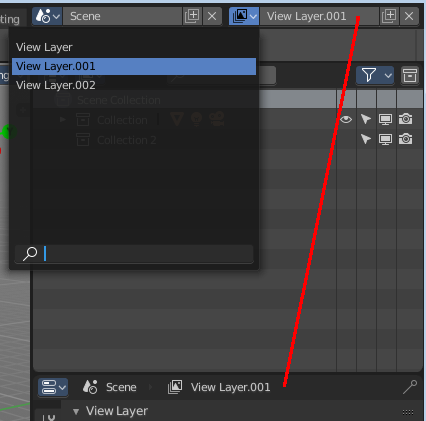 ting Scene View Layer.001
View Layer
View Layer.001
View Layer.002
Scene Collection
Collection
Collection 2
Scene View Layer.001
View Layer